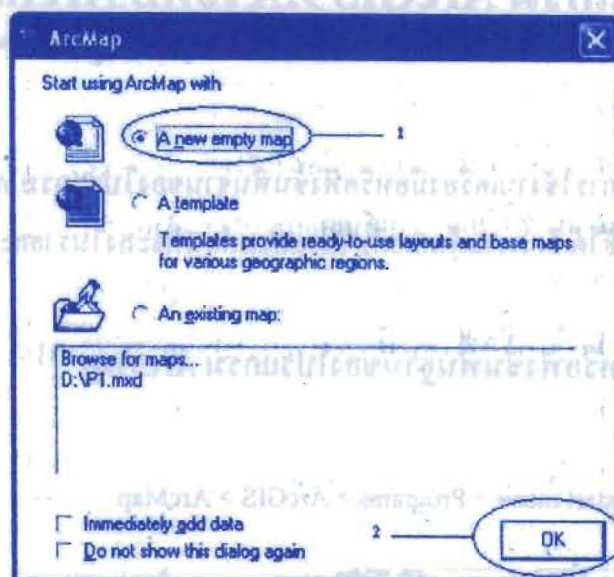 ArcMap
Start using ArcMap with
A new empty map
1
A template
Templates provide ready-to-use layouts and base maps
for various geographic regions.
An existing map:
Browse for maps...
D:\P1.mxd
Immediately add data
Do not show this dialog again
2
OK